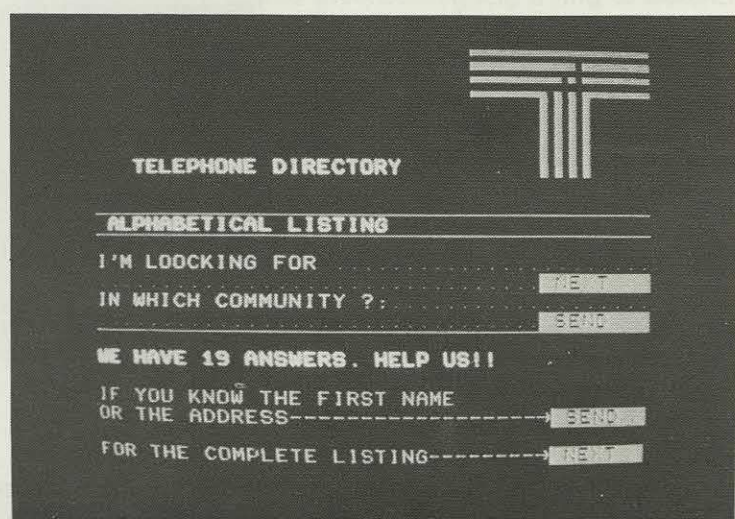 TELEPHONE DIRECTORY
ALPHABETICAL LISTING
I'M LOOCKING FOR
NEXT
IN WHICH COMMUNITY ?:
SEND
WE HAVE 19 ANSWERS. HELP US!!
IF YOU KNOW THE FIRST NAME
OR THE ADDRESS------------------→ SEND
FOR THE COMPLETE LISTING--------→ NEXT